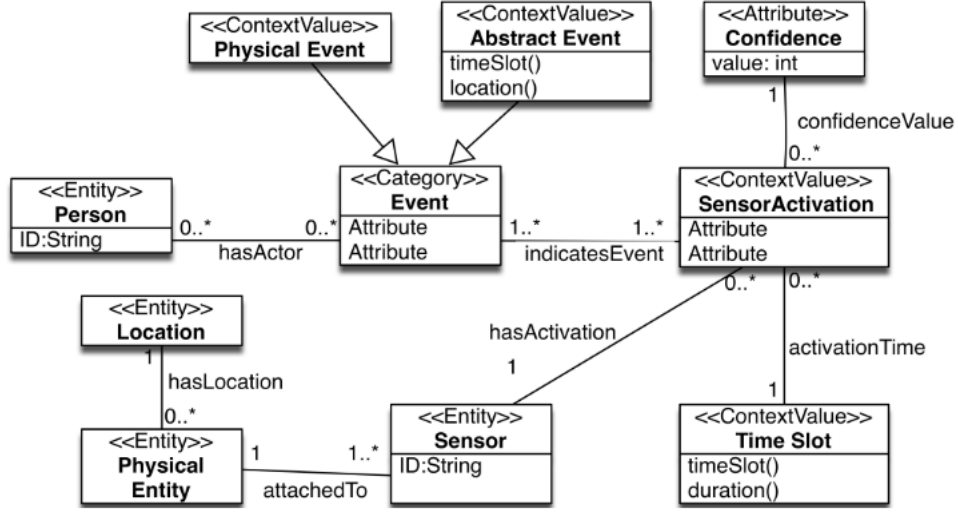 <<ContextValue>>
Physical Event
<<ContextValue>>
Abstract Event
timeSlot()
location()
<<Attribute>>
Confidence
value: int
1
confidenceValue
0..*
<<Entity>>
Person
ID:String
0..*
hasActor
0..*
<<Category>>
Event
Attribute
Attribute
1..*
indicatesEvent
1..*
<<ContextValue>>
SensorActivation
Attribute
Attribute
0..*
0..*
<<Entity>>
Location
1
hasLocation
0..*
hasActivation
1
activationTime
1
<<Entity>>
Physical
Entity
1
attachedTo
1..*
<<Entity>>
Sensor
ID:String
<<ContextValue>>
Time Slot
timeSlot()
duration()